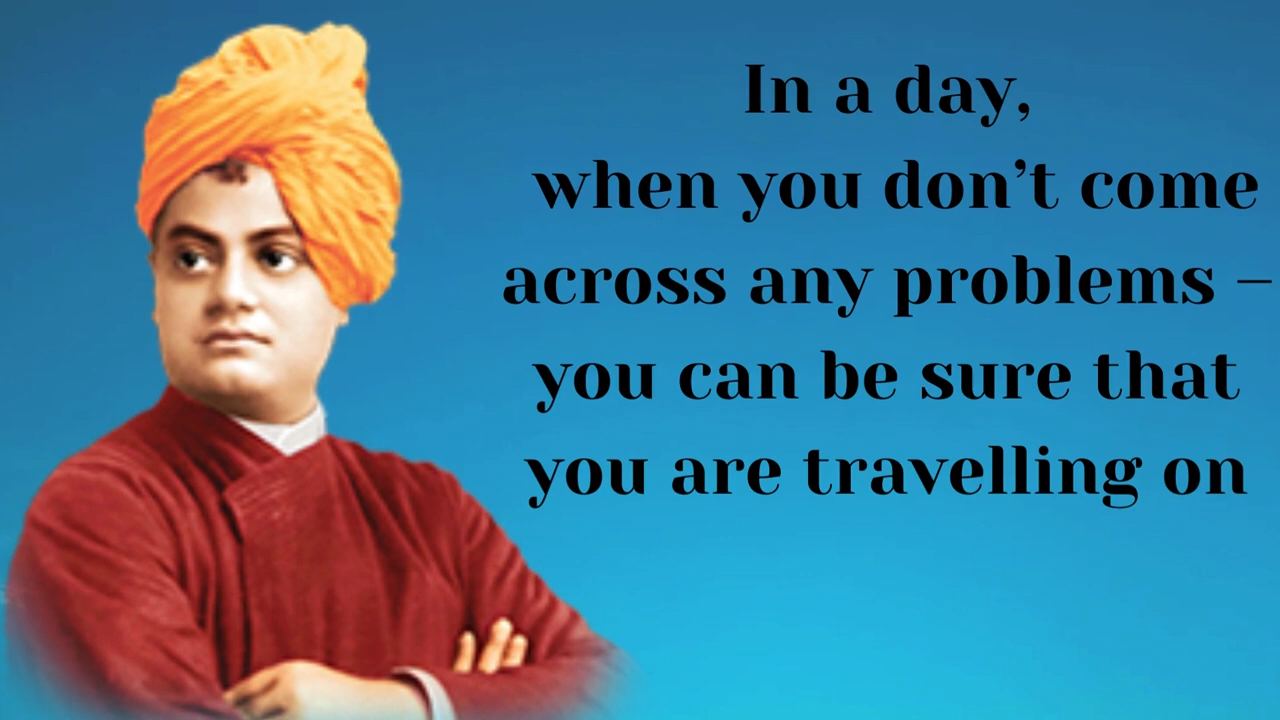 In a day,
when you don’t come
across any problems –
you can be sure that
you are travelling on